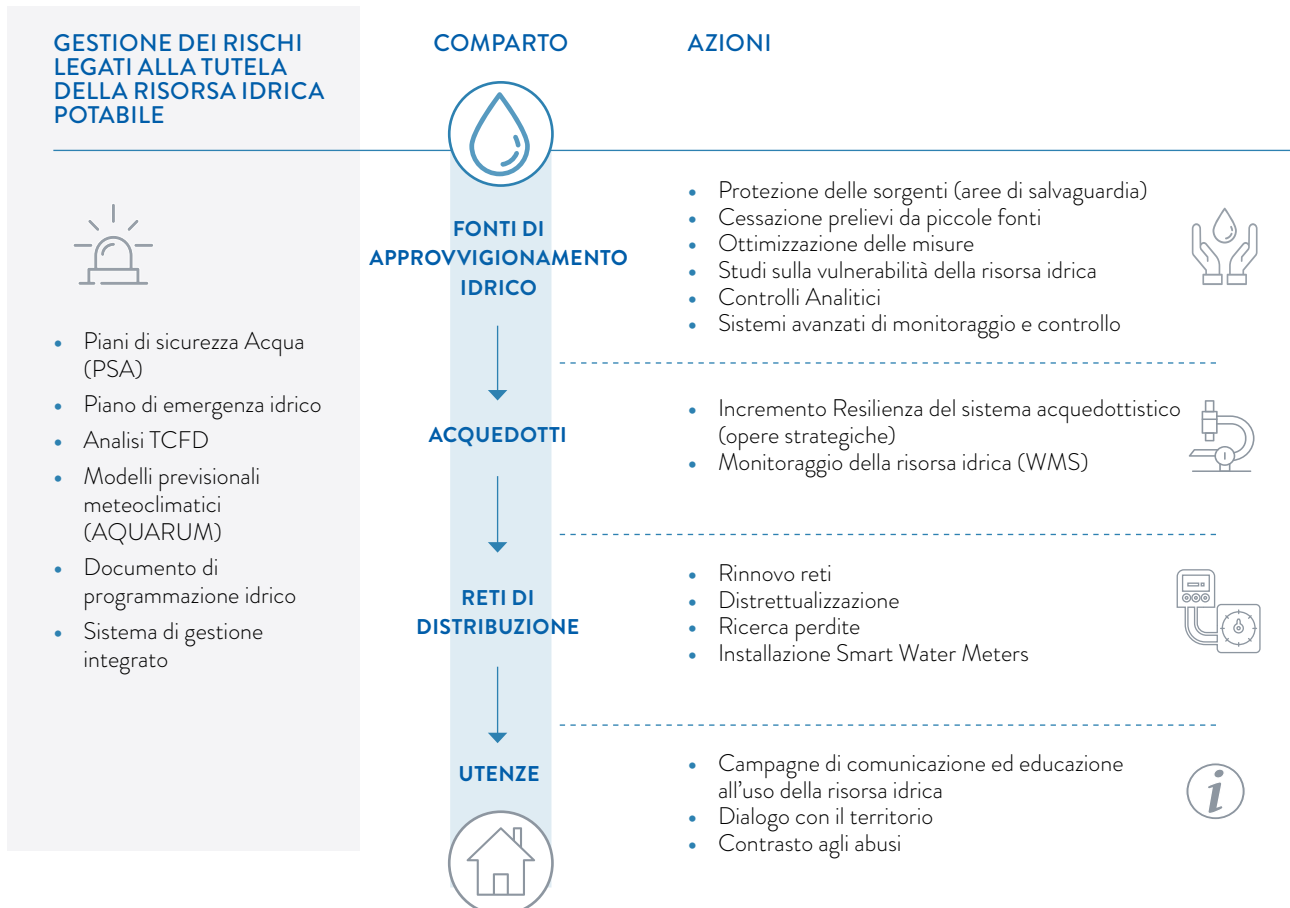 GESTIONE DEI RISCHI
LEGATI ALLA TUTELA
DELLA RISORSA IDRICA
POTABILE
• Piani di sicurezza Acqua
(PSA)
• Piano di emergenza idrico
• Analisi TCFD
• Modelli previsionali
meteoclimatici
(AQUARUM)
• Documento di
programmazione idrico
• Sistema di gestione
integrato
COMPARTO
AZIONI
FONTI DI
APPROVVIGIONAMENTO
IDRICO
• Protezione delle sorgenti (aree di salvaguardia)
• Cessazione prelievi da piccole fonti
• Ottimizzazione delle misure
• Studi sulla vulnerabilità della risorsa idrica
• Controlli Analitici
• Sistemi avanzati di monitoraggio e controllo
ACQUEDOTTI
• Incremento Resilienza del sistema acquedottistico
(opere strategiche)
• Monitoraggio della risorsa idrica (WMS)
RETI DI
DISTRIBUZIONE
• Rinnovo reti
• Distrettualizzazione
• Ricerca perdite
• Installazione Smart Water Meters
UTENZE
• Campagne di comunicazione ed educazione
all'uso della risorsa idrica
• Dialogo con il territorio
• Contrasto agli abusi
i